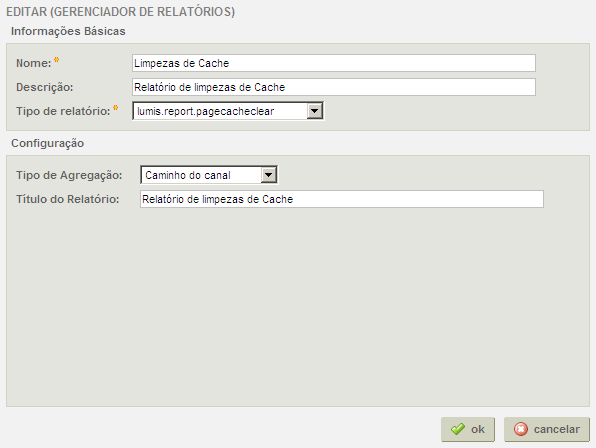 EDITAR (GERENCIADOR DE RELATÓRIOS)
Informações Básicas
Nome: * Limpezas de Cache
Descrição: Relatório de limpezas de Cache
Tipo de relatório: * lumis.report.pagecacheclear
Configuração
Tipo de Agregação: Caminho do canal
Título do Relatório: Relatório de limpezas de Cache
ok cancelar